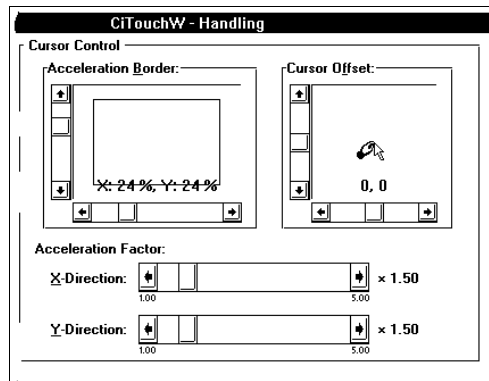 CiTouchW - Handling
Cursor Control
Acceleration Border:
Cursor Offset:
X: 24 %, Y: 24 %
0, 0
Acceleration Factor:
X-Direction:
× 1.50
1.00
5.00
Y-Direction:
× 1.50
1.00
5.00